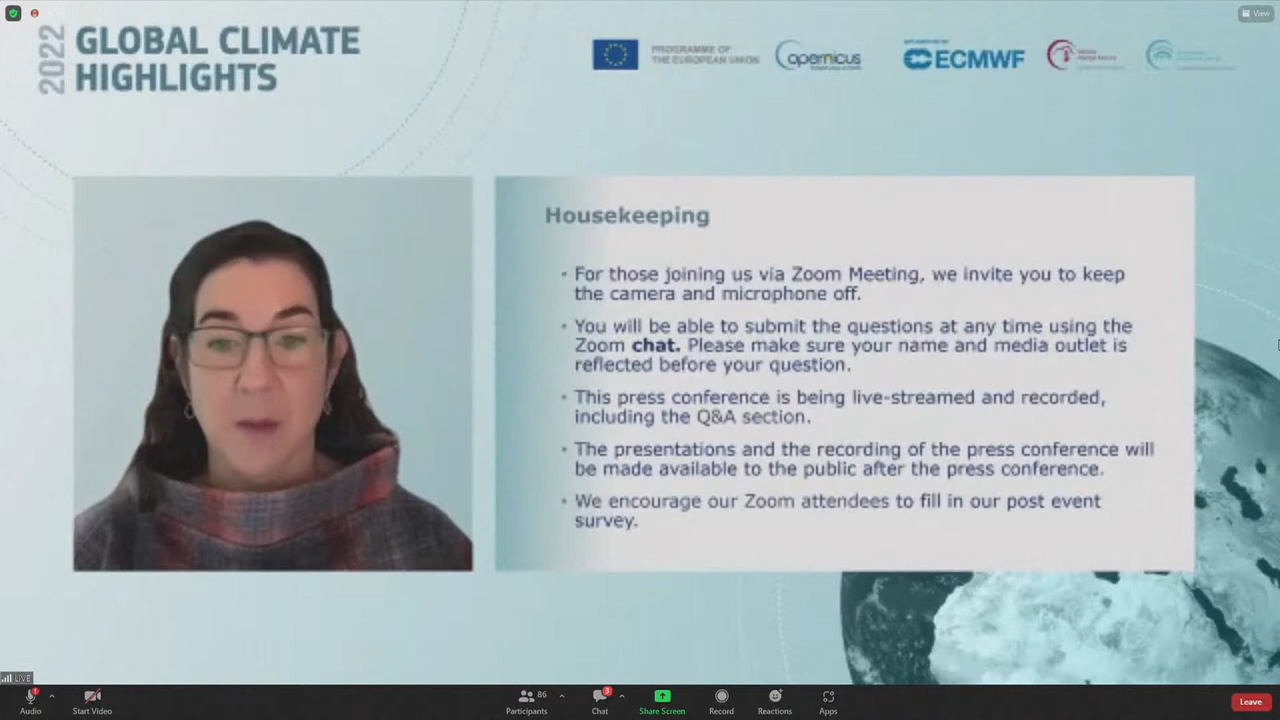 View
2022
GLOBAL CLIMATE
HIGHLIGHTS
PROGRAMME OF
THE EUROPEAN UNION
opernicus
ECMWF
Housekeeping
For those joining us via Zoom Meeting, we invite you to keep
the camera and microphone off.
You will be able to submit the questions at any time using the
Zoom chat. Please make sure your name and media outlet is
reflected before your question.
This press conference is being live-streamed and recorded,
including the Q&A section.
The presentations and the recording of the press conference will
be made available to the public after the press conference.
We encourage our Zoom attendees to fill in our post event
survey.
LIVE
86
3
Audio
Start Video
Participants
Chat
Share Screen
Record
Reactions
Apps
Leave